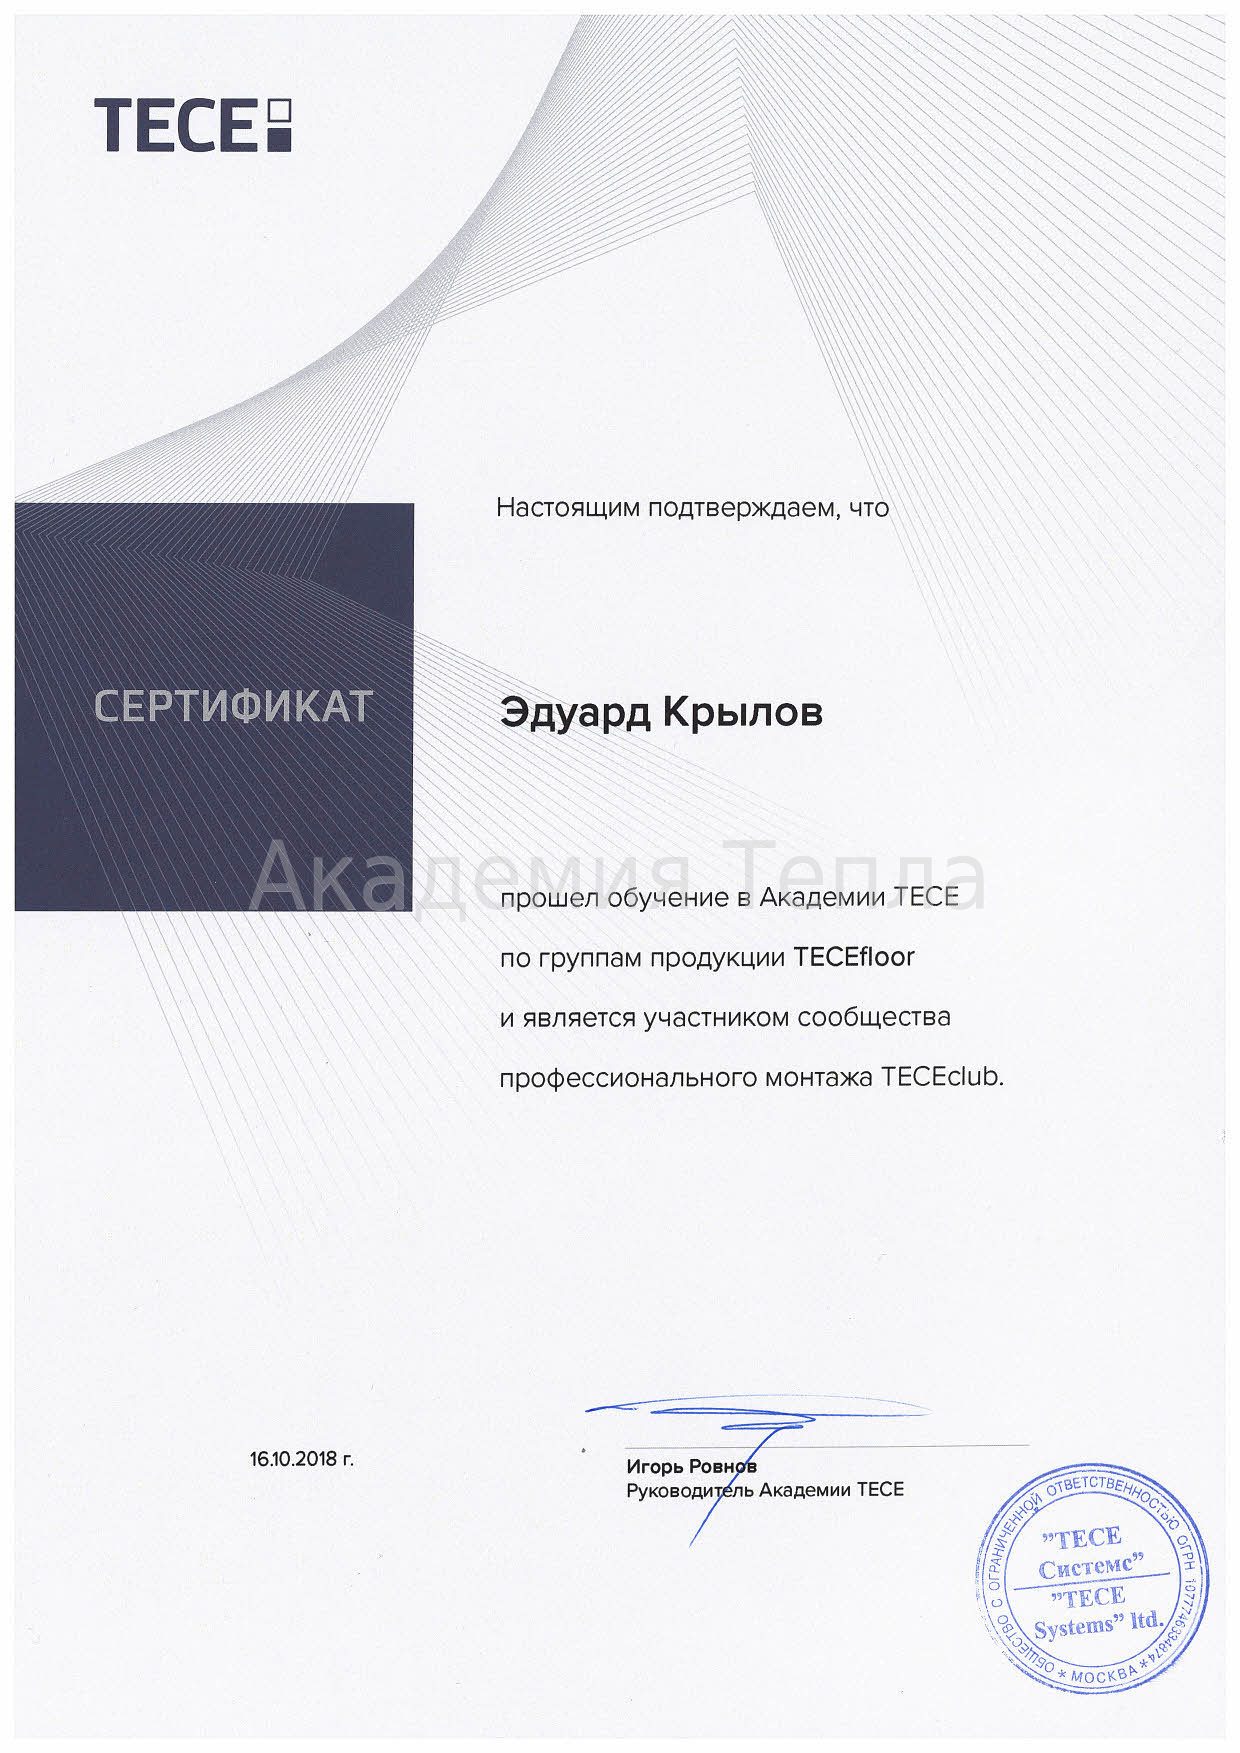 TECE
Настоящим подтверждаем, что
СЕРТИФИКАТ
Эдуард Крылов
Академия Тепла
прошел обучение в Академии TECE
по группам продукции TECEfloor
и является участником сообщества
профессионального монтажа TECEclub.
16.10.2018 г.
Игорь Ровнов
Руководитель Академии TECE
ОБЩЕСТВО С ОГРАНИЧЕННОЙ ОТВЕТСТВЕННОСТЬЮ ОГРН 1077746334874
* МОСКВА *
"ТЕСЕ
Системс"
"TECE
Systems" ltd.